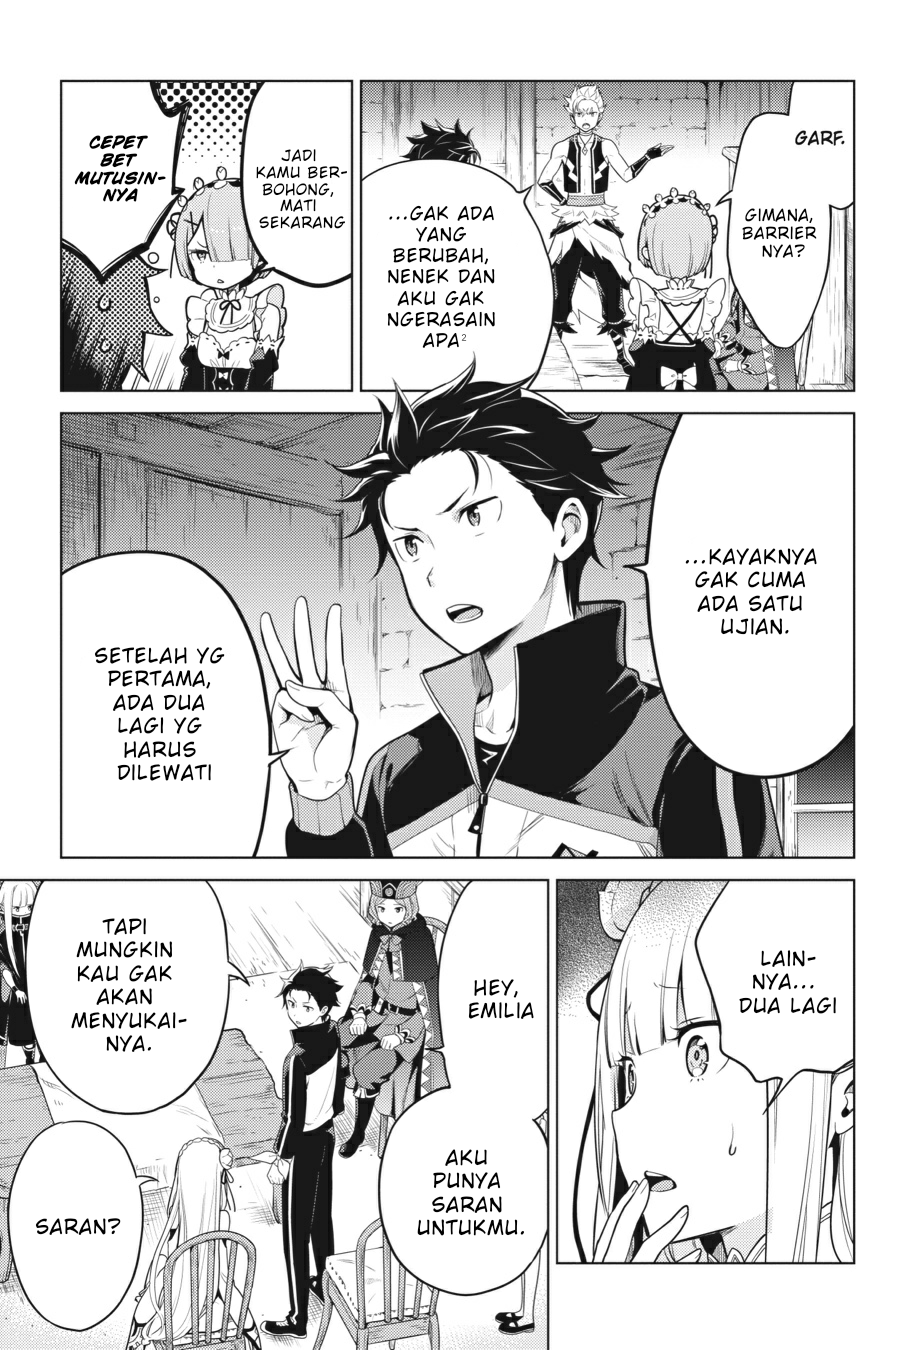 GARF.
GIMANA,
BARRIER
NYA?
...GAK ADA
YANG
BERUBAH,
NENEK DAN
AKU GAK
NGERASAIN
APA²
JADI
KAMU BER-
BOHONG,
MATI
SEKARANG
CEPET
BET
MUTUSIN-
NYA
...KAYAKNYA
GAK CUMA
ADA SATU
UJIAN.
SETELAH YG
PERTAMA,
ADA DUA
LAGI YG
HARUS
DILEWATI
LAIN-
NYA...
DUA LAGI
HEY,
EMILIA
AKU
PUNYA
SARAN
UNTUKMU.
TAPI
MUNGKIN
KAU GAK
AKAN
MENYUKAI-
NYA.
SARAN?